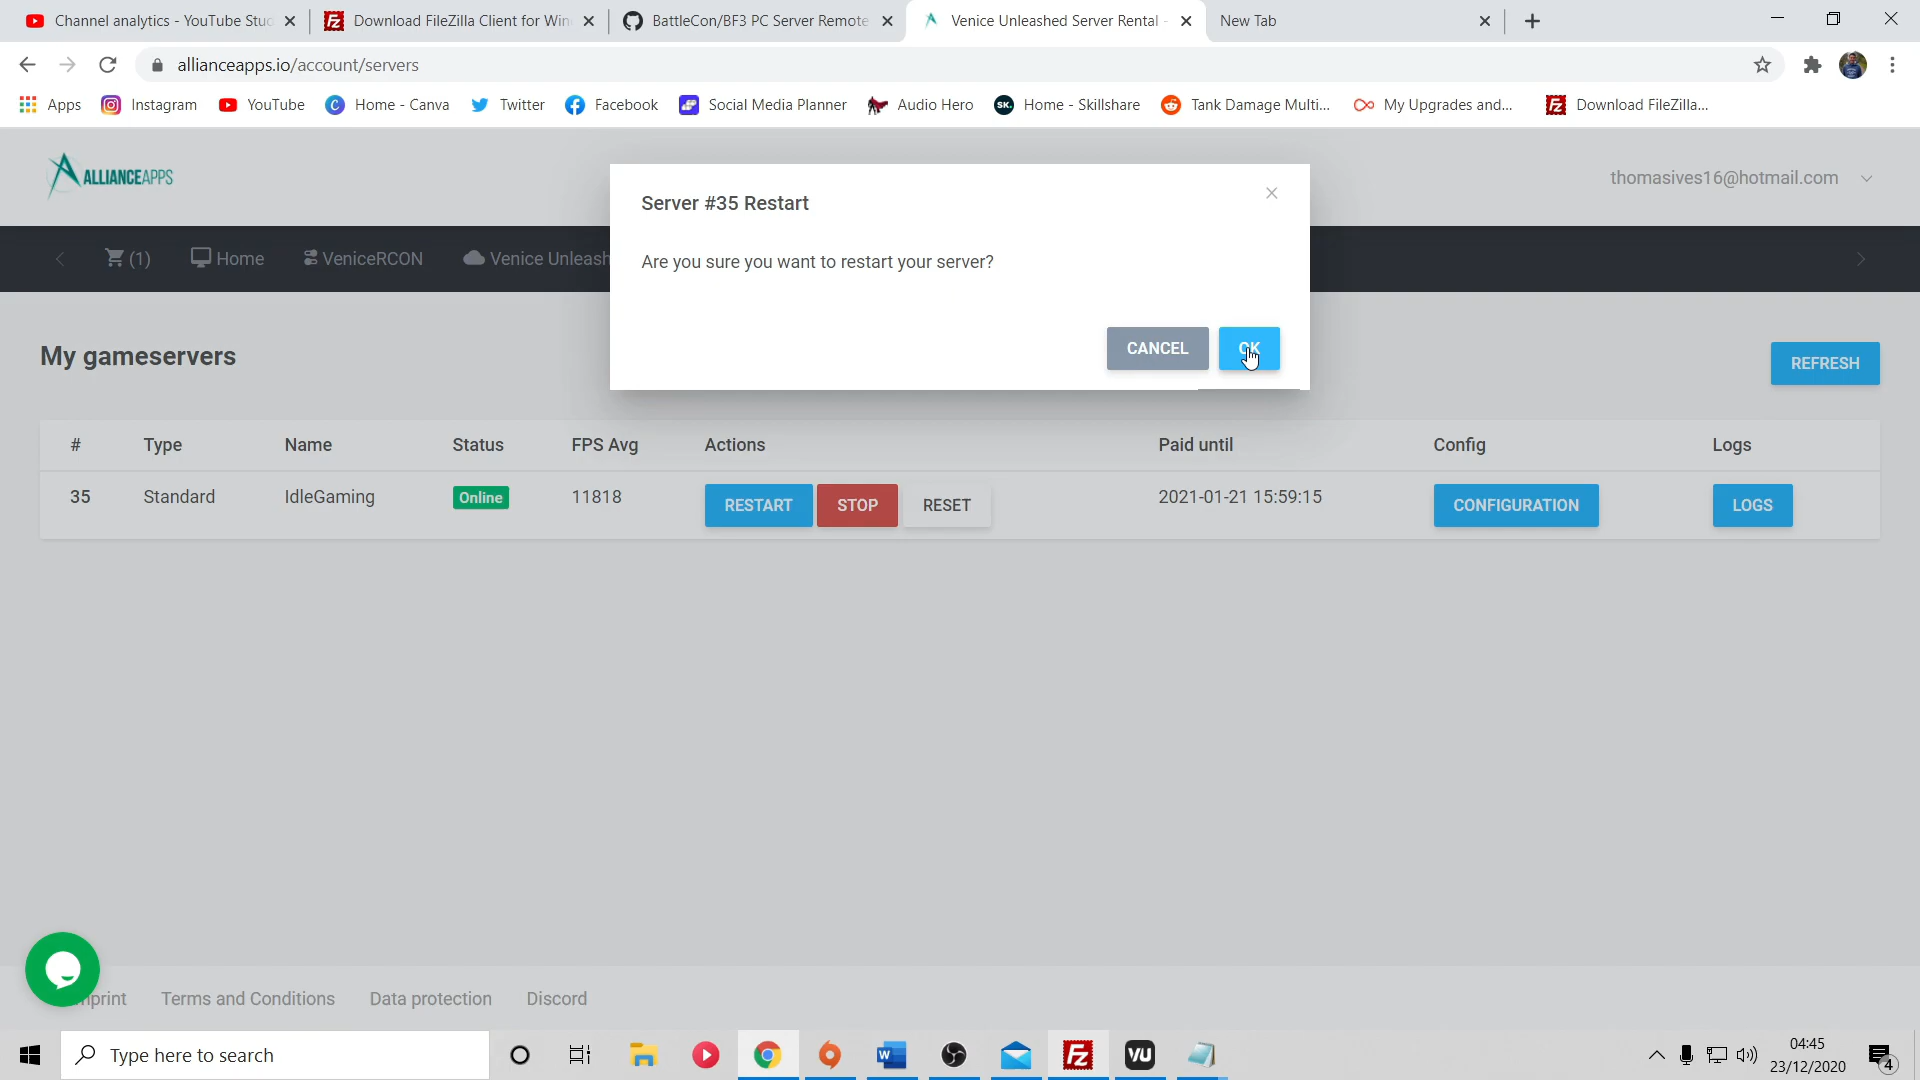 Channel analytics - YouTube Stud
Download FileZilla Client for Win
BattleCon/BF3 PC Server Remote
Venice Unleashed Server Rental -
New Tab
allianceapps.io/account/servers
Apps
Instagram
YouTube
Home - Canva
Twitter
Facebook
Social Media Planner
Audio Hero
Home - Skillshare
Tank Damage Multi...
My Upgrades and...
Download FileZilla...
ALLIANCEAPPS
thomasives16@hotmail.com
(1)
Home
VeniceRCON
Venice Unleash
Server #35 Restart
Are you sure you want to restart your server?
CANCEL
OK
My gameservers
REFRESH
# Type Name Status FPS Avg Actions Paid until Config Logs
35 Standard IdleGaming Online 11818 RESTART STOP RESET 2021-01-21 15:59:15 CONFIGURATION LOGS
print
Terms and Conditions
Data protection
Discord
Type here to search
04:45
23/12/2020
4